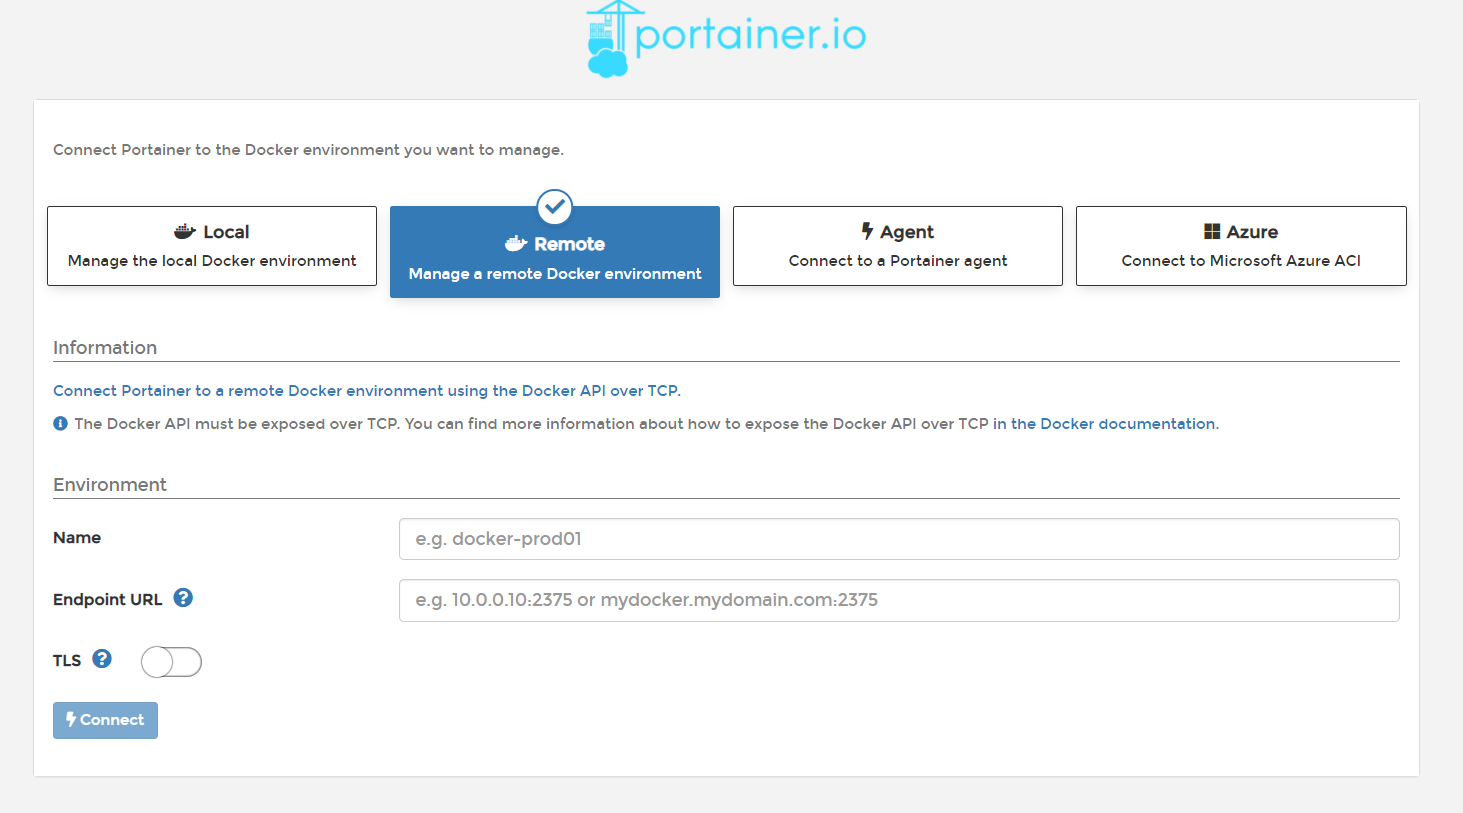 portainer.io
Connect Portainer to the Docker environment you want to manage.
Local
Manage the local Docker environment
Remote
Manage a remote Docker environment
Agent
Connect to a Portainer agent
Azure
Connect to Microsoft Azure ACI
Information
Connect Portainer to a remote Docker environment using the Docker API over TCP.
The Docker API must be exposed over TCP. You can find more information about how to expose the Docker API over TCP in the Docker documentation.
Environment
Name
e.g. docker-prod01
Endpoint URL
e.g. 10.0.0.10:2375 or mydocker.mydomain.com:2375
TLS
Connect